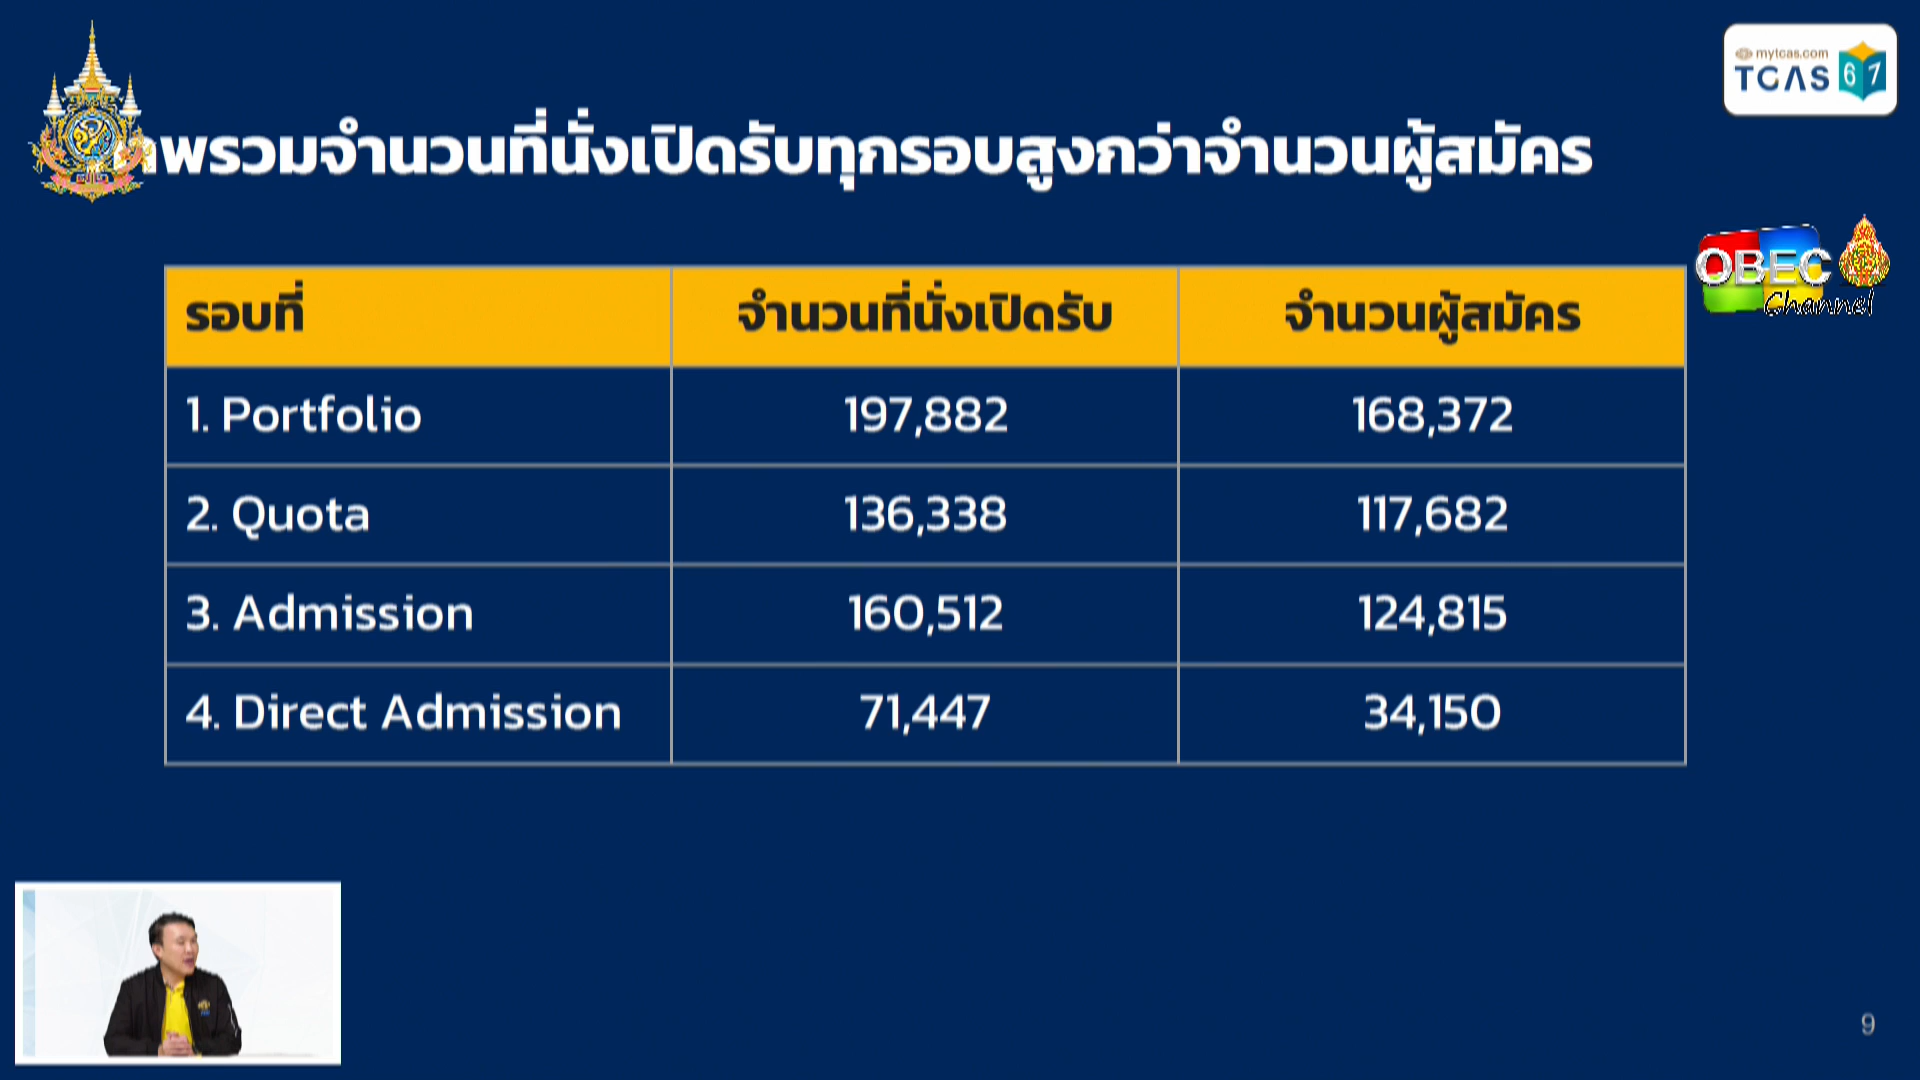 mytcas.com
TCAS 67
พรวมจำนวนที่นั่งเปิดรับทุกรอบสูงกว่าจำนวนผู้สมัคร
OBEC
Channel
รอบที่ จำนวนที่นั่งเปิดรับ จำนวนผู้สมัคร
1. Portfolio 197,882 168,372
2. Quota 136,338 117,682
3. Admission 160,512 124,815
4. Direct Admission 71,447 34,150
9